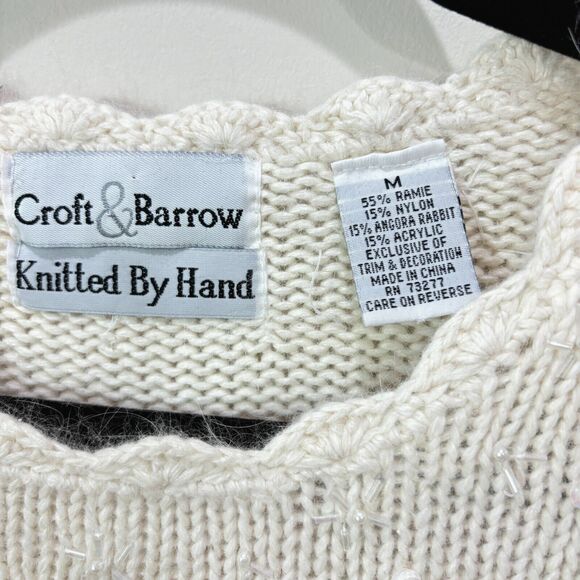 Croft & Barrow
Knitted By Hand
M
55% RAMIE
15% NYLON
15% ANGORA RABBIT
15% ACRYLIC
EXCLUSIVE OF
TRIM & DECORATION
MADE IN CHINA
RN 73277
CARE ON REVERSE